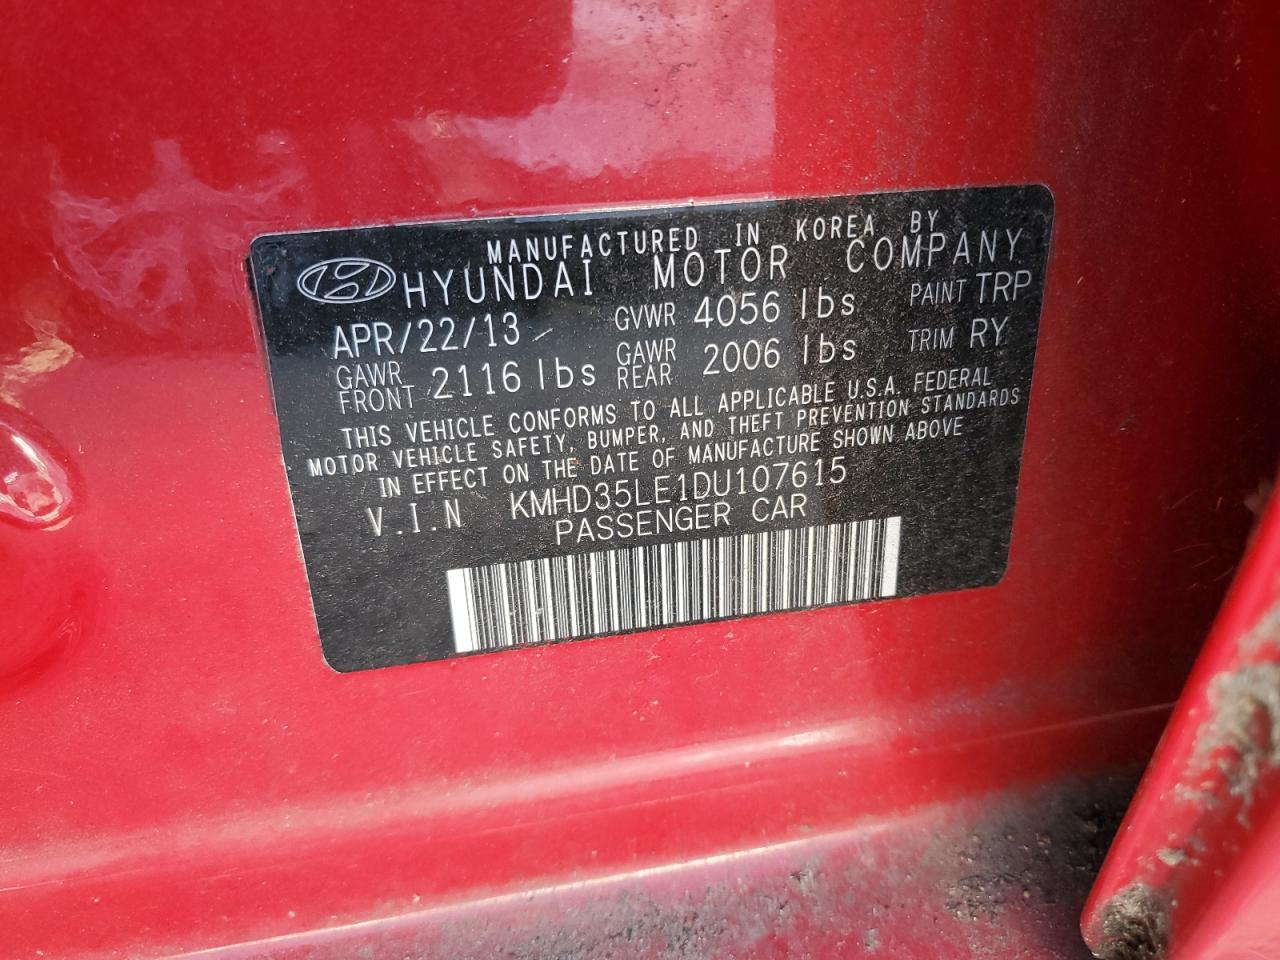 MANUFACTURED IN KOREA BY
HYUNDAI MOTOR COMPANY
APR/22/13 GVWR 4056 lbs PAINT TRP
GAWR FRONT 2116 lbs GAWR REAR 2006 lbs TRIM RY
THIS VEHICLE CONFORMS TO ALL APPLICABLE U.S.A. FEDERAL
MOTOR VEHICLE SAFETY, BUMPER, AND THEFT PREVENTION STANDARDS
IN EFFECT ON THE DATE OF MANUFACTURE SHOWN ABOVE
V.I.N KMHD35LE1DU107615
PASSENGER CAR